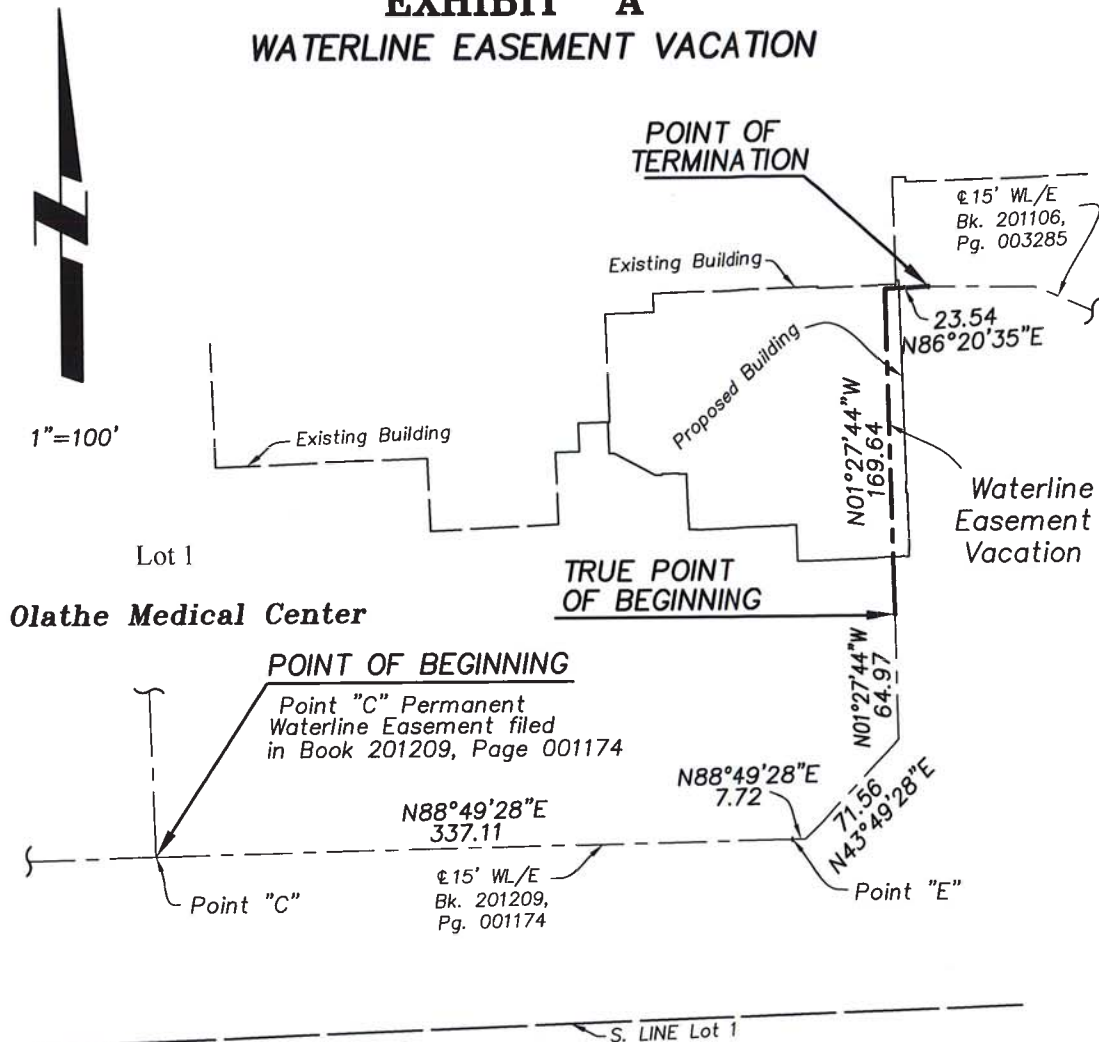 EXHIBIT "A"
WATERLINE EASEMENT VACATION
POINT OF
TERMINATION
℄ 15' WL/E
Bk. 201106,
Pg. 003285
Existing Building
23.54
N86°20'35"E
Proposed Building
N01°27'44"W
169.64
1"=100'
Existing Building
Waterline
Easement
Vacation
Lot 1
TRUE POINT
OF BEGINNING
Olathe Medical Center
N01°27'44"W
64.97
POINT OF BEGINNING
Point "C" Permanent
Waterline Easement filed
in Book 201209, Page 001174
N88°49'28"E
7.72
71.56
N43°49'28"E
N88°49'28"E
337.11
℄ 15' WL/E
Bk. 201209,
Pg. 001174
Point "C"
Point "E"
S. LINE Lot 1